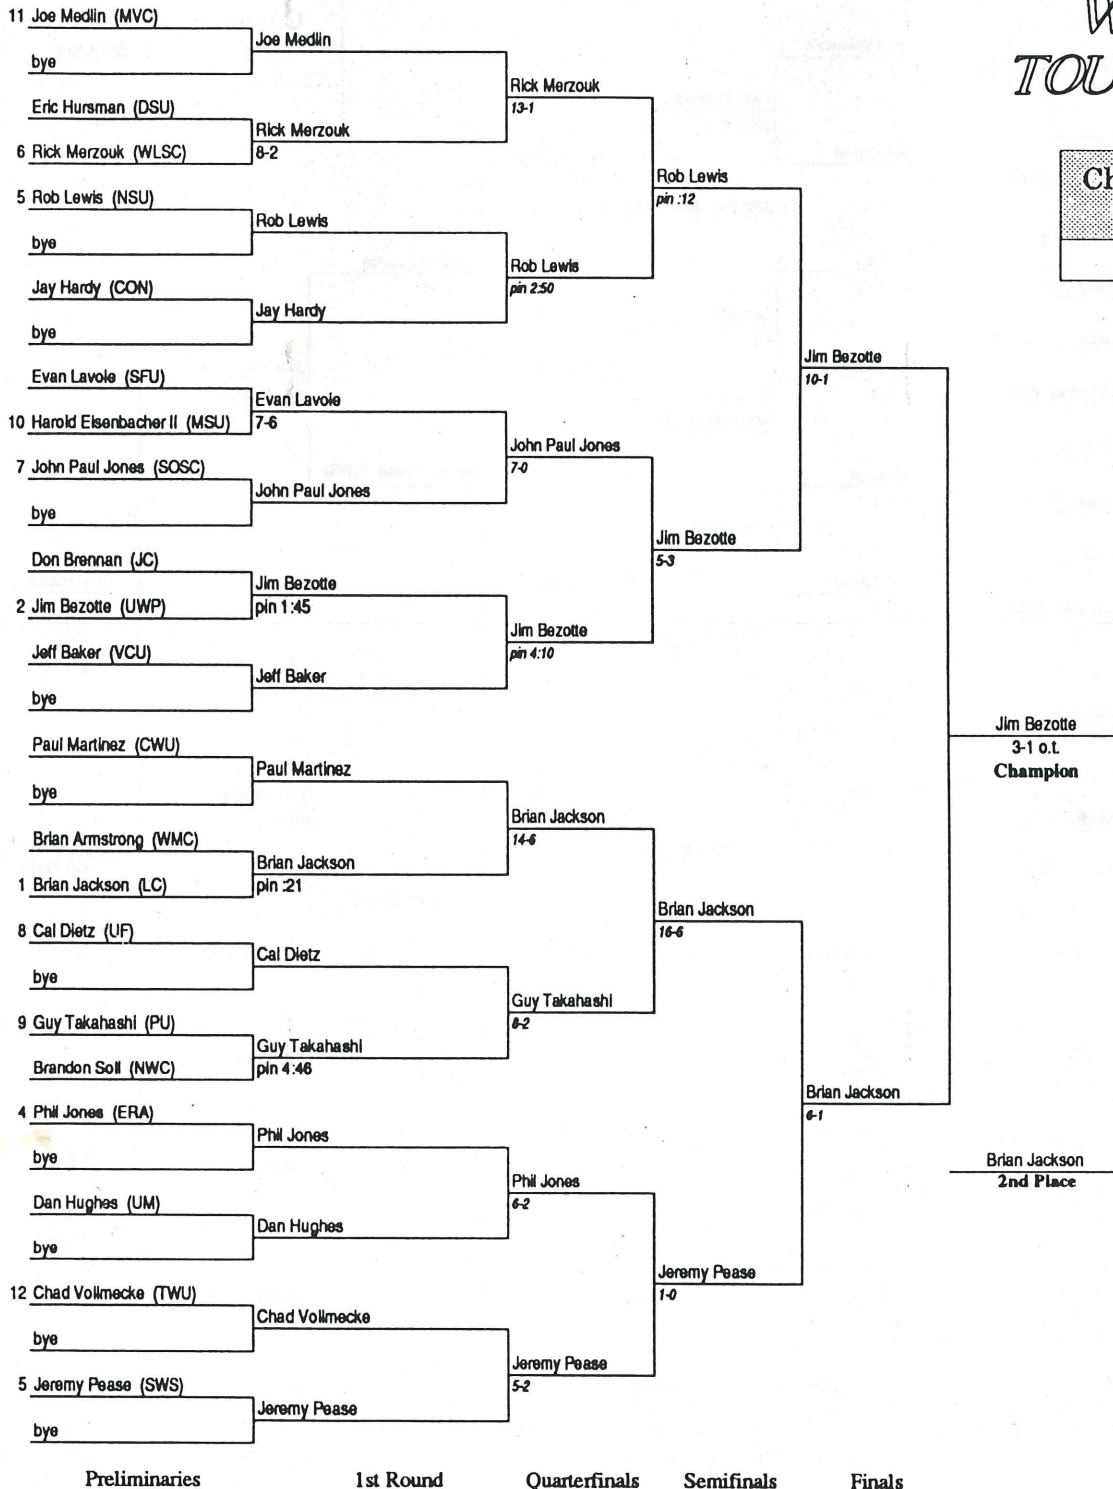 11 Joe Medlin (MVC)
bye
Eric Hursman (DSU)
6 Rick Merzouk (WLSC)
5 Rob Lewis (NSU)
bye
Jay Hardy (CON)
bye
Evan Lavoie (SFU)
10 Harold Eisenbacher II (MSU)
7 John Paul Jones (SOSC)
bye
Don Brennan (JC)
2 Jim Bezotte (UWP)
Jeff Baker (VCU)
bye
Paul Martinez (CWU)
bye
Brian Armstrong (WMC)
1 Brian Jackson (LC)
8 Cal Dietz (UF)
bye
9 Guy Takahashi (PU)
Brandon Soll (NWC)
4 Phil Jones (ERA)
bye
Dan Hughes (UM)
bye
12 Chad Vollmecke (TWU)
bye
5 Jeremy Pease (SWS)
bye
Preliminaries
Joe Medlin
Rick Merzouk
8-2
Rob Lewis
Jay Hardy
Evan Lavoie
7-6
John Paul Jones
Jim Bezotte
pin 1:45
Jeff Baker
Paul Martinez
Brian Jackson
pin :21
Cal Dietz
Guy Takahashi
pin 4:46
Phil Jones
Dan Hughes
Chad Vollmecke
Jeremy Pease
1st Round
Rick Merzouk
13-1
Rob Lewis
pin 2:50
John Paul Jones
7-0
Jim Bezotte
pin 4:10
Brian Jackson
14-6
Guy Takahashi
8-2
Phil Jones
6-2
Jeremy Pease
5-2
Quarterfinals
Rob Lewis
pin :12
Jim Bezotte
5-3
Brian Jackson
16-6
Jeremy Pease
1-0
Semifinals
Jim Bezotte
10-1
Brian Jackson
6-1
Finals
W
TOU
Ch
Jim Bezotte
3-1 o.t.
Champion
Brian Jackson
2nd Place